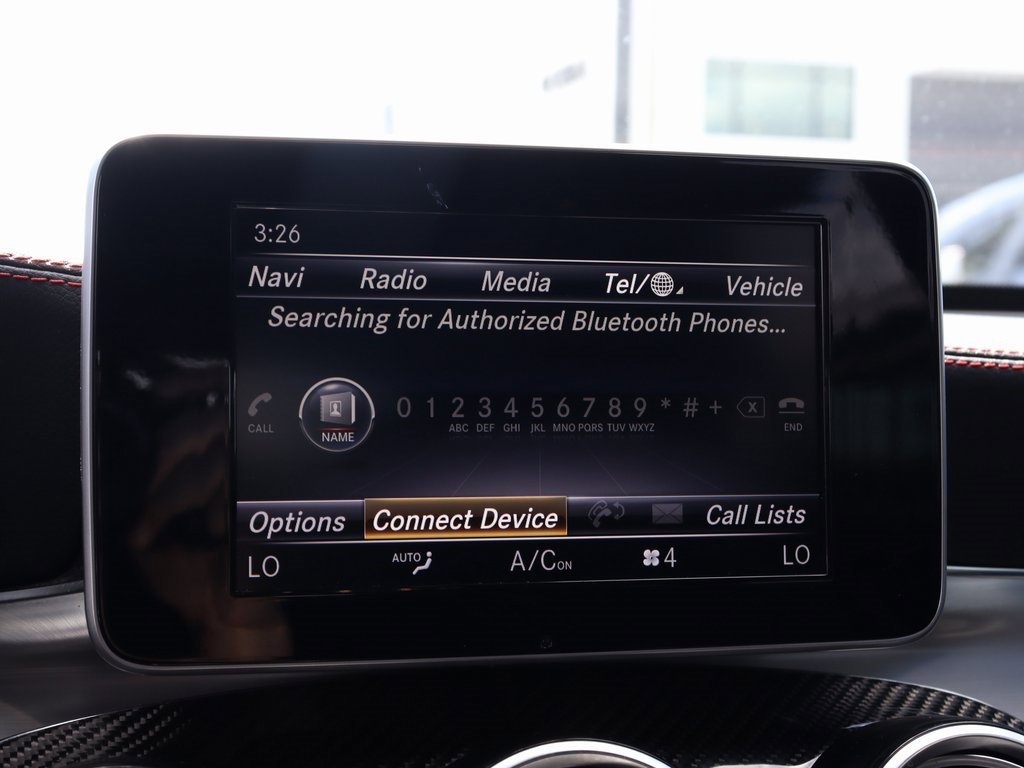 3:26
Navi Radio Media Tel/ Vehicle
Searching for Authorized Bluetooth Phones...
CALL NAME 0 1 2 3 4 5 6 7 8 9 * # + X END
ABC DEF GHI JKL MNO PQRS TUV WXYZ
Options Connect Device Call Lists
LO AUTO A/C ON 4 LO